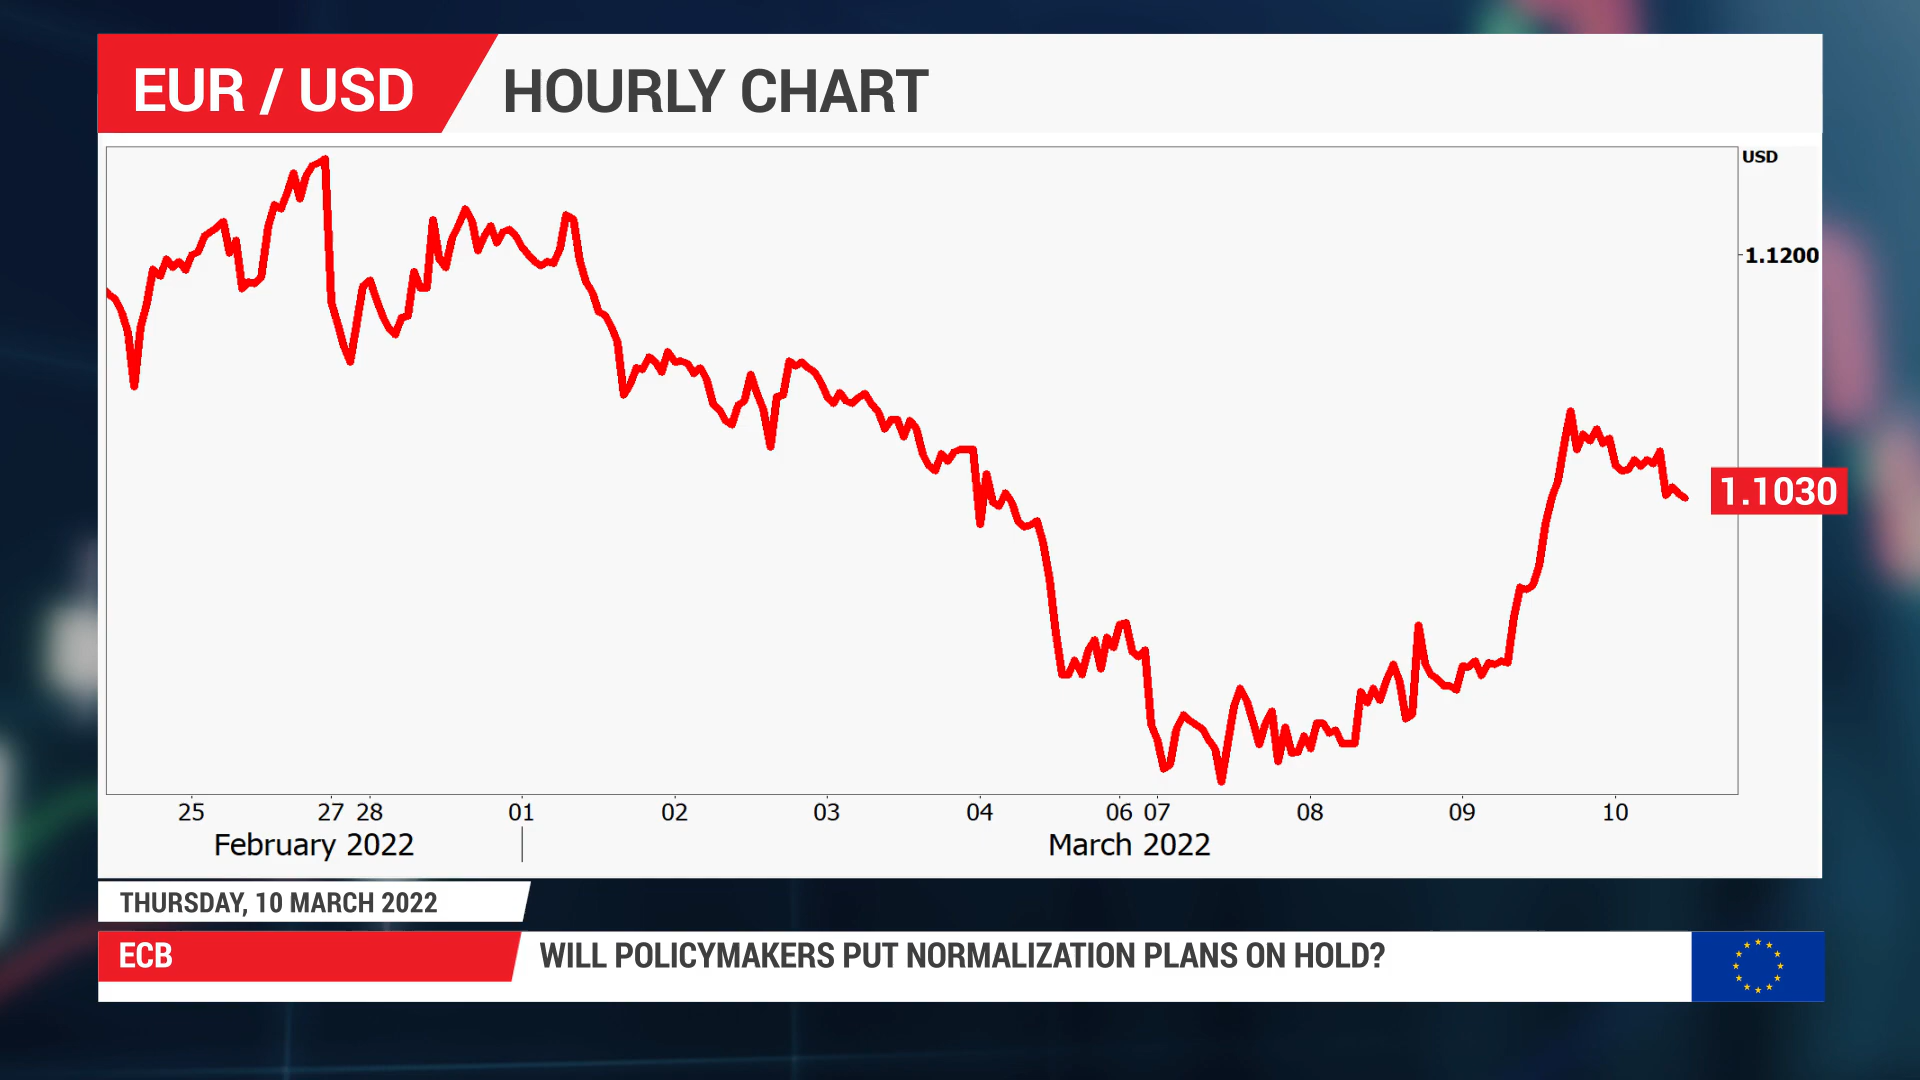 EUR / USD HOURLY CHART
USD
1.1200
1.1030
25 27 28 01 02 03 04 06 07 08 09 10
February 2022 March 2022
THURSDAY, 10 MARCH 2022
ECB WILL POLICYMAKERS PUT NORMALIZATION PLANS ON HOLD?